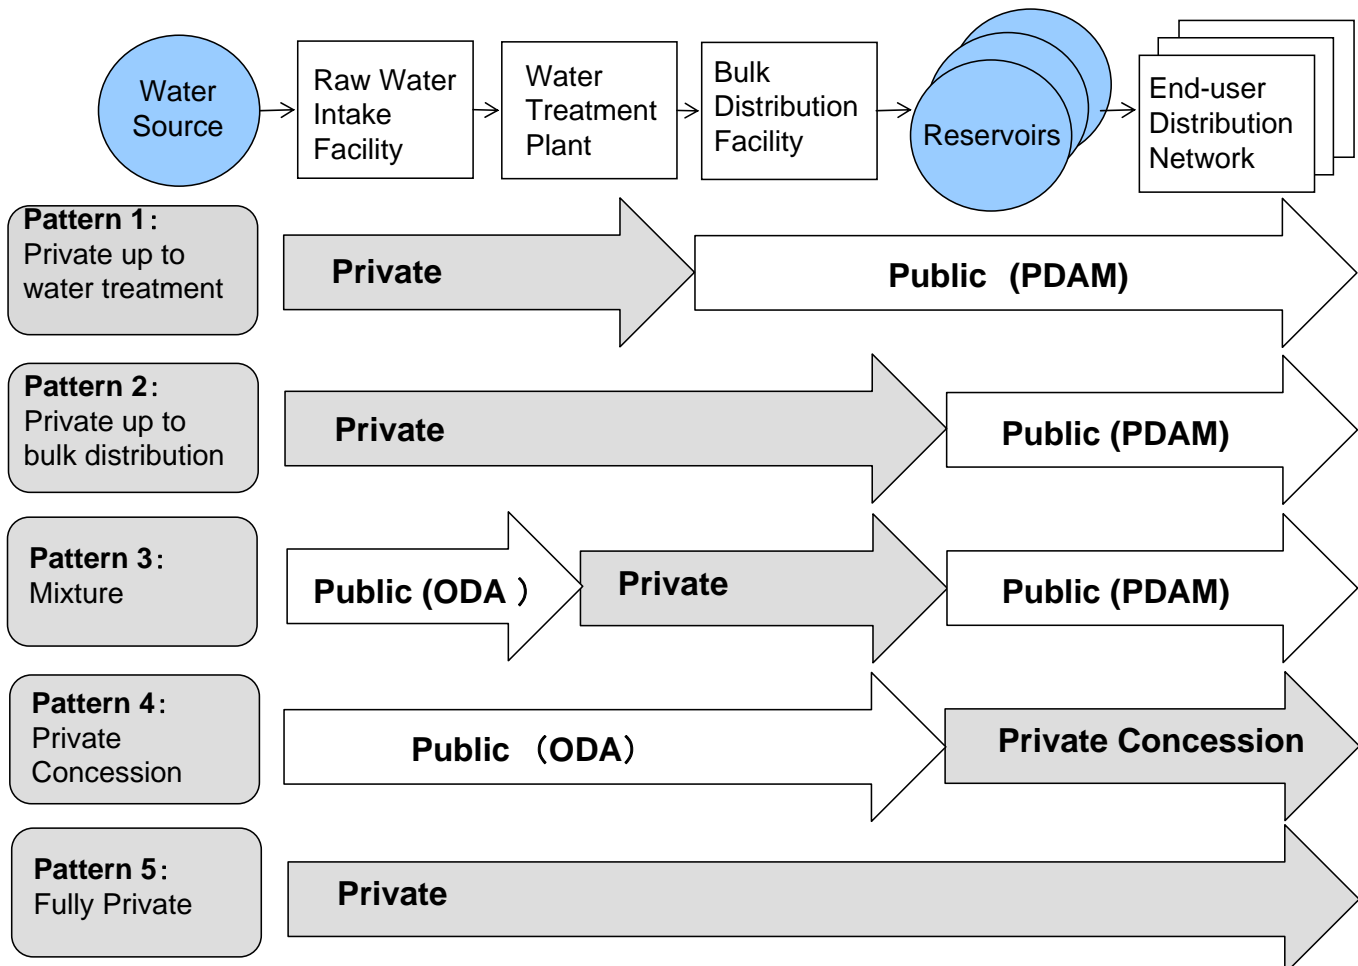 Water
Source
Raw Water
Intake
Facility
Water
Treatment
Plant
Bulk
Distribution
Facility
Reservoirs
End-user
Distribution
Network
Pattern 1：
Private up to
water treatment
Private
Public (PDAM)
Pattern 2：
Private up to
bulk distribution
Private
Public (PDAM)
Pattern 3：
Mixture
Public (ODA ）
Private
Public (PDAM)
Pattern 4：
Private
Concession
Public （ODA）
Private Concession
Pattern 5：
Fully Private
Private